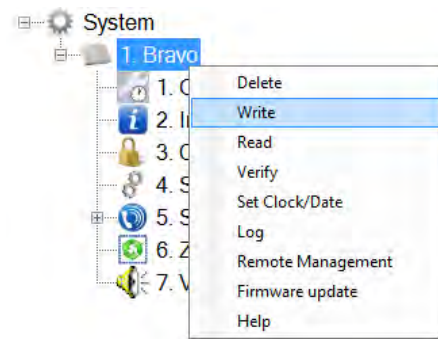 System
1. Bravo
1. C
2. I
3. C
4. S
5. S
6. Z
7. V
Delete
Write
Read
Verify
Set Clock/Date
Log
Remote Management
Firmware update
Help